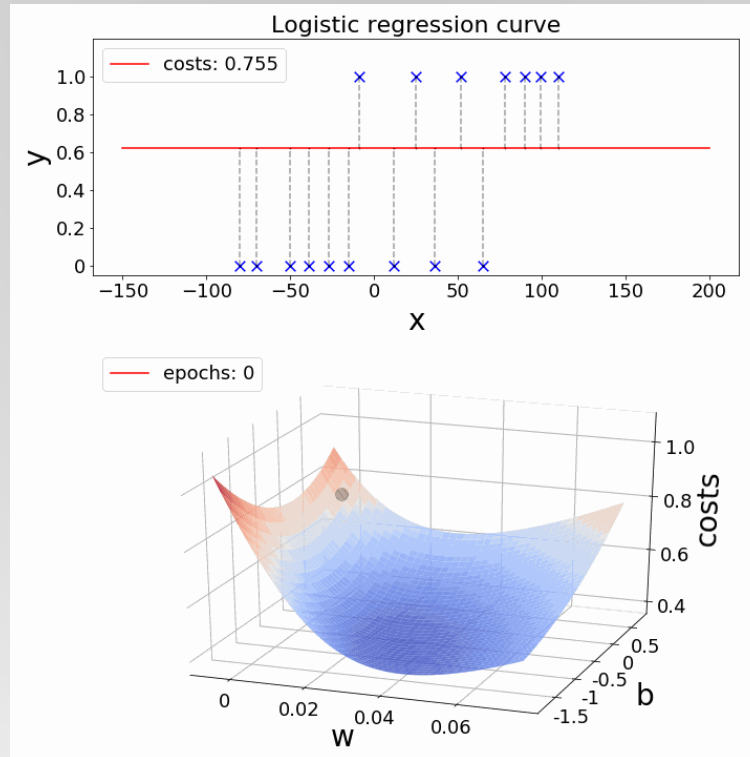 Logistic regression curve
costs: 0.755
1.0
0.8
0.6
0.4
0.2
0
y
−150 −100 −50 0 50 100 150 200
x
epochs: 0
1.0
0.8
0.6
0.4
costs
0.5
0
-0.5
-1
-1.5
b
0 0.02 0.04 0.06
w